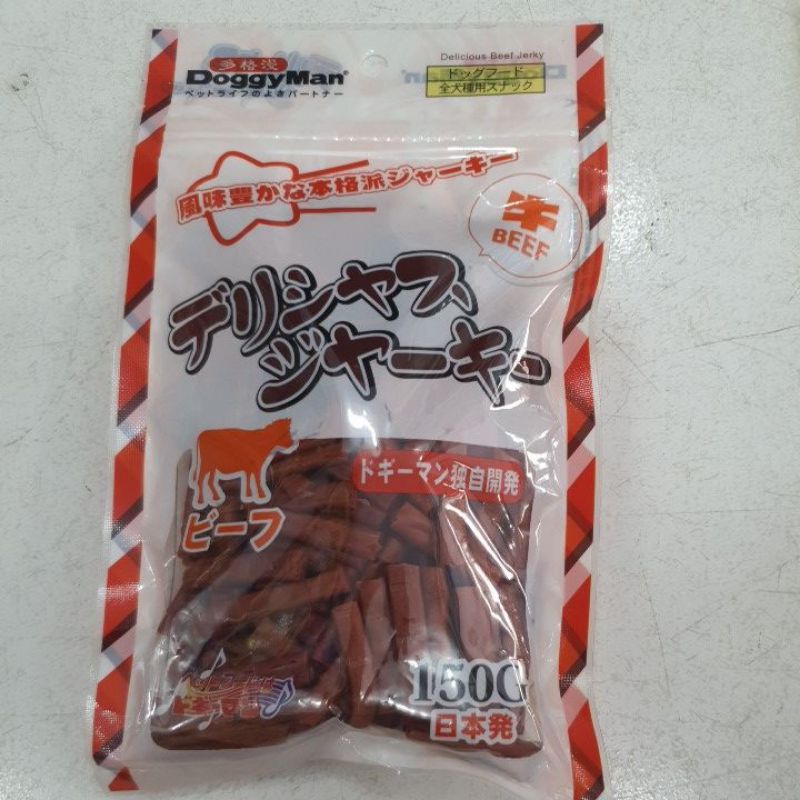 多格漫
DoggyMan®
ペットライフのよきパートナー
Delicious Beef Jerky
ドッグフード
全犬種用スナック
風味豊かな本格派ジャーキー
牛
BEEF
デリシャス
ジャーキー
ドギーマン独自開発
ビーフ
150G
日本発